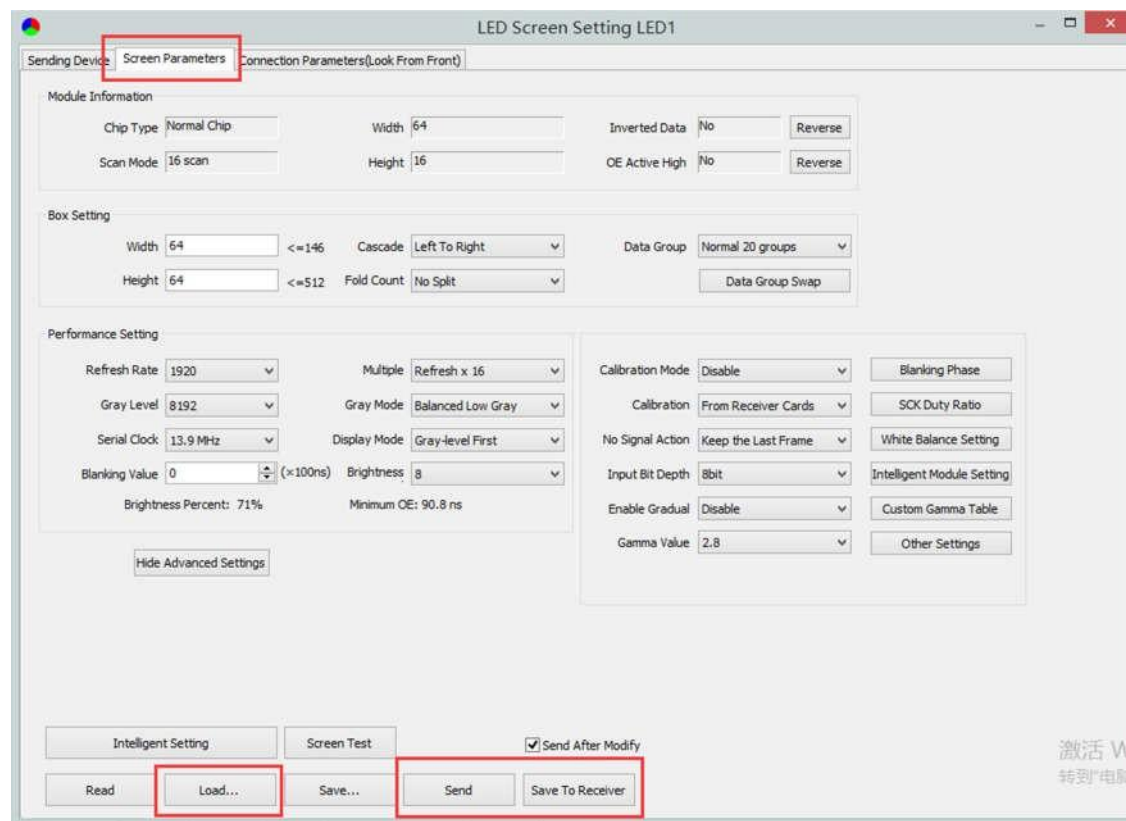 LED Screen Setting LED1
Sending Device Screen Parameters Connection Parameters(Look From Front)
Module Information
Chip Type Normal Chip Width 64 Inverted Data No Reverse
Scan Mode 16 scan Height 16 OE Active High No Reverse
Box Setting
Width 64 <=146 Cascade Left To Right Data Group Normal 20 groups
Height 64 <=512 Fold Count No Split Data Group Swap
Performance Setting
Refresh Rate 1920 Multiple Refresh x 16 Calibration Mode Disable Blanking Phase
Gray Level 8192 Gray Mode Balanced Low Gray Calibration From Receiver Cards SCK Duty Ratio
Serial Clock 13.9 MHz Display Mode Gray-level First No Signal Action Keep the Last Frame White Balance Setting
Blanking Value 0 (×100ns) Brightness 8 Input Bit Depth 8bit Intelligent Module Setting
Brightness Percent: 71% Minimum OE: 90.8 ns Enable Gradual Disable Custom Gamma Table
Gamma Value 2.8 Other Settings
Hide Advanced Settings
Intelligent Setting Screen Test Send After Modify
激活 W
Read Load... Save... Send Save To Receiver
转到"电脑